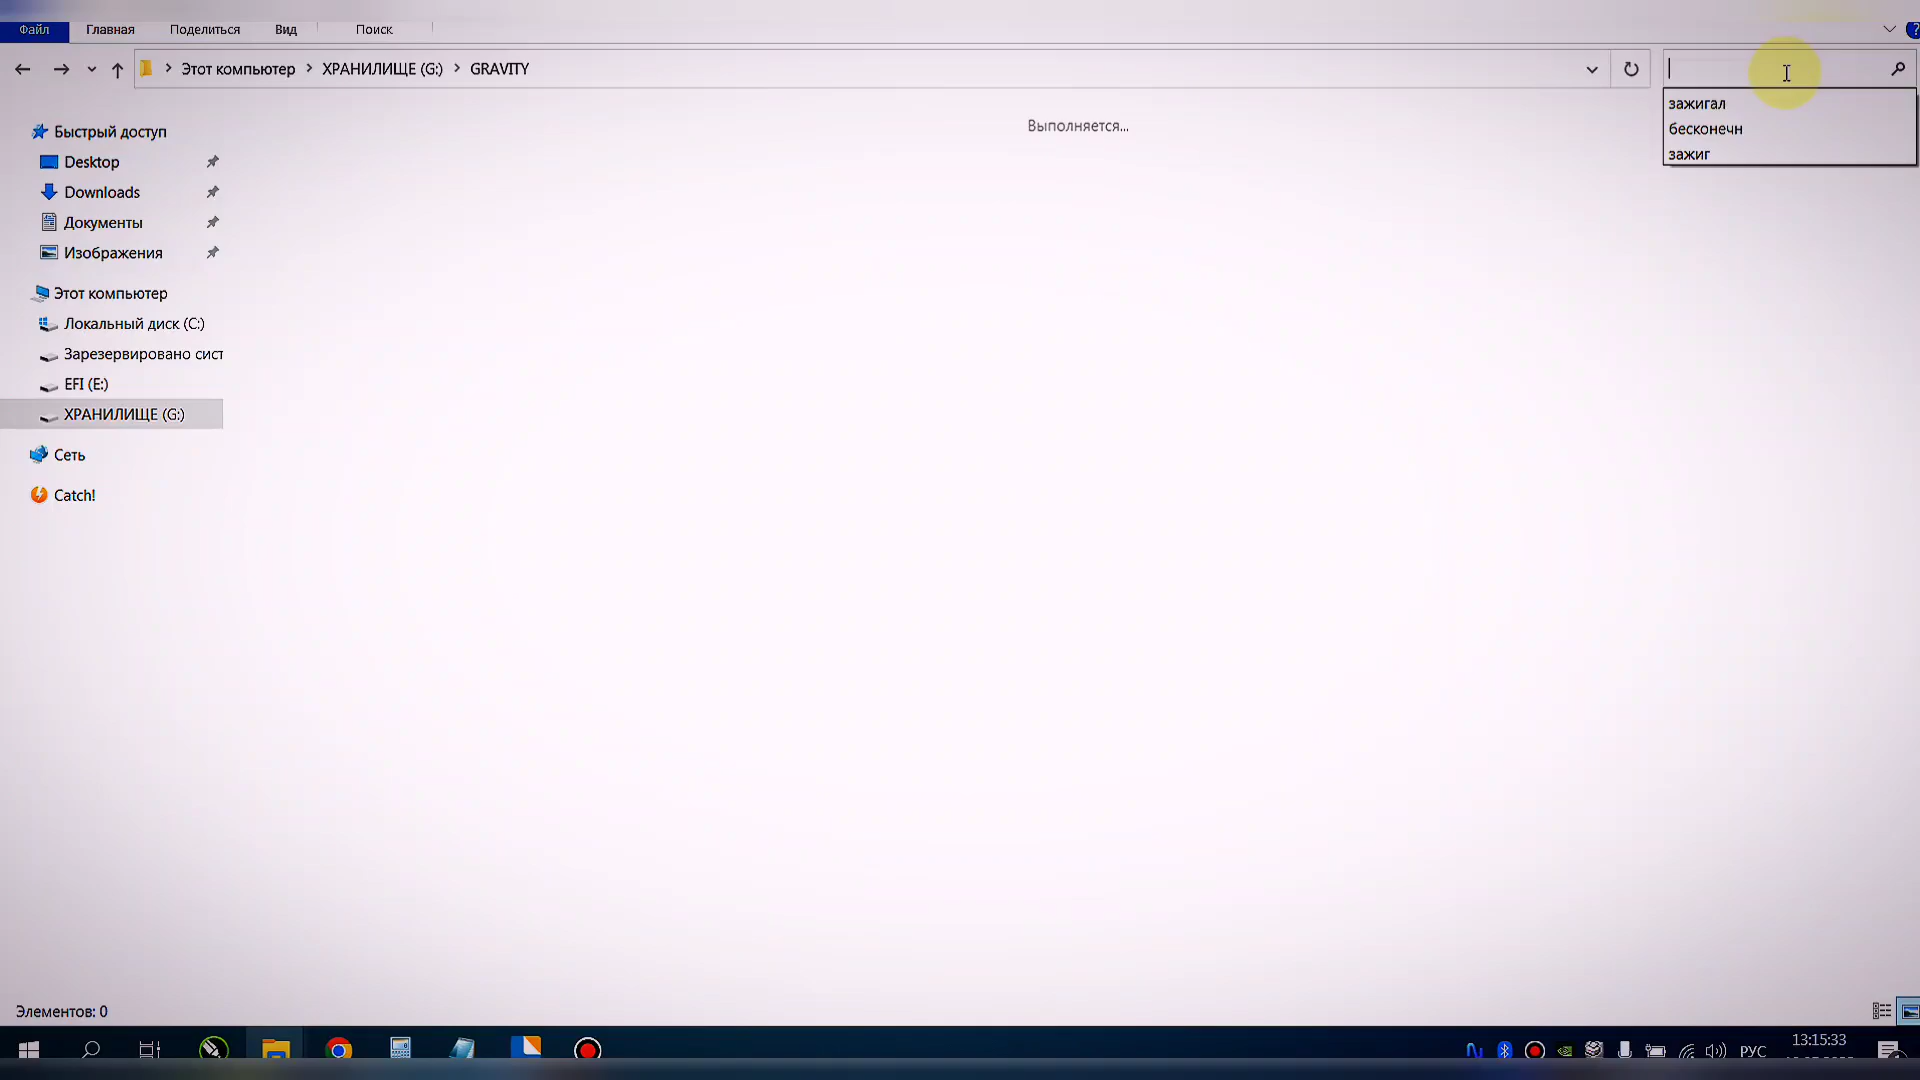 Файл Главная Поделиться Вид Поиск
Этот компьютер ХРАНИЛИЩЕ (G:) GRAVITY
зажигал
бесконечн
зажиг
Выполняется...
Быстрый доступ
Desktop
Downloads
Документы
Изображения
Этот компьютер
Локальный диск (C:)
Зарезервировано сист
EFI (E:)
ХРАНИЛИЩЕ (G:)
Сеть
Catch!
Элементов: 0
РУС 13:15:33